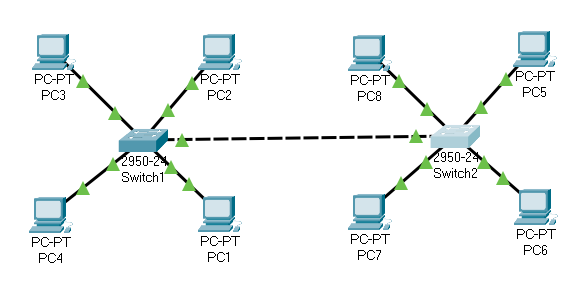 PC-PT
PC3
PC-PT
PC2
PC-PT
PC8
PC-PT
PC5
2950-24
Switch1
2950-24
Switch2
PC-PT
PC4
PC-PT
PC1
PC-PT
PC7
PC-PT
PC6